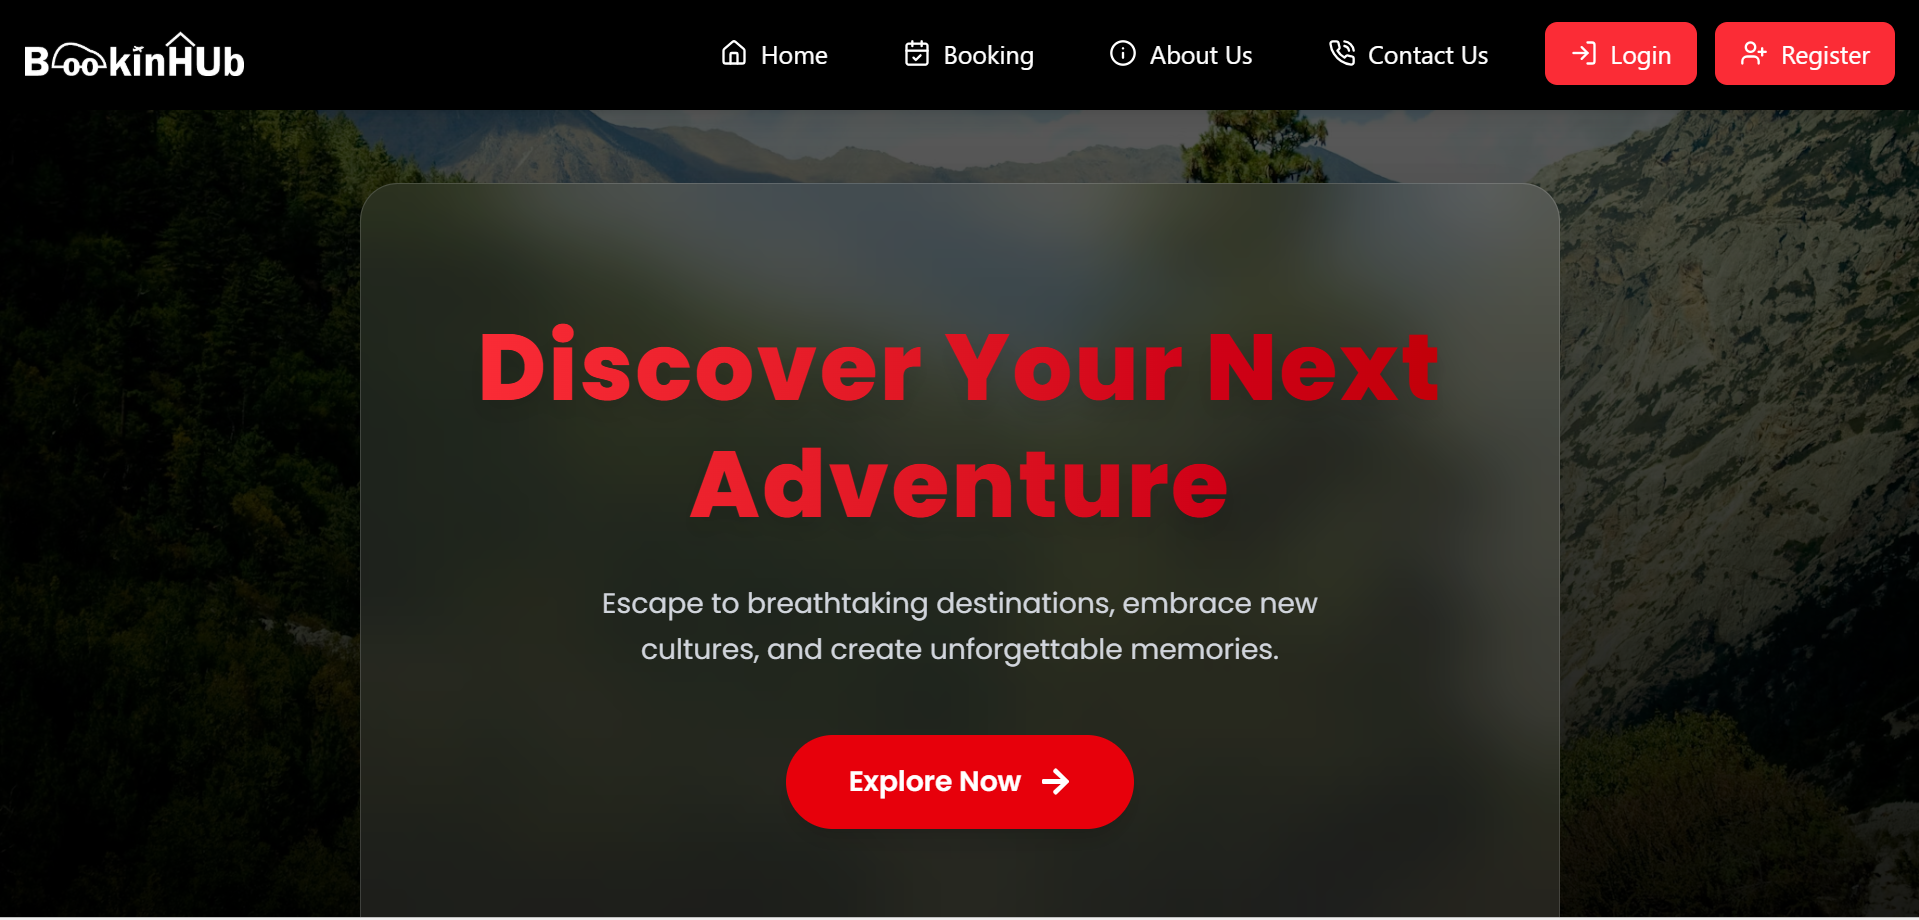 BookinHUb
Home
Booking
About Us
Contact Us
Login
Register
Discover Your Next
Adventure
Escape to breathtaking destinations, embrace new
cultures, and create unforgettable memories.
Explore Now